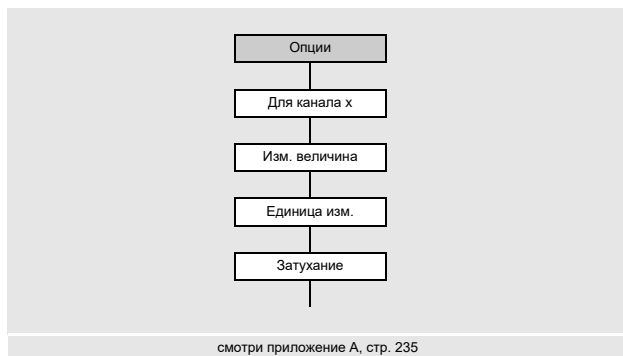 Опции
Для канала x
Изм. величина
Единица изм.
Затухание
смотри приложение А, стр. 235